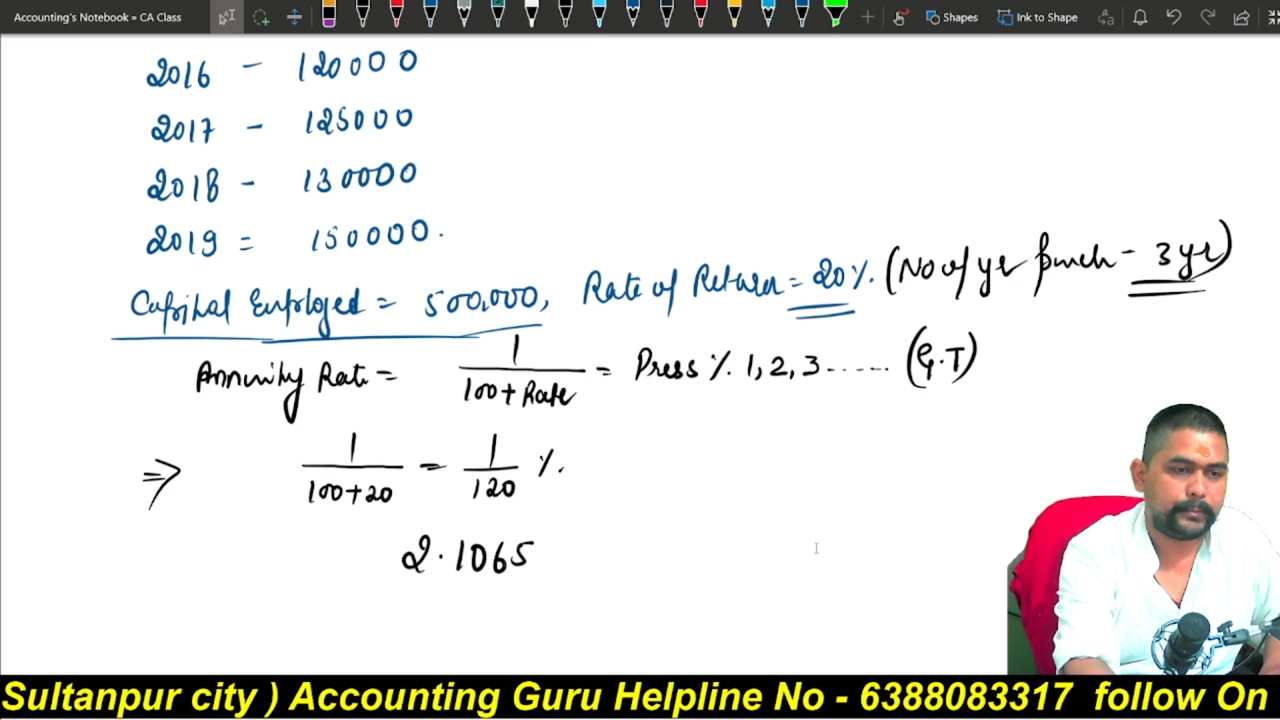 Accounting's Notebook » CA Class
Shapes
Ink to Shape
2016 - 120000
2017 - 125000
2018 - 130000
2019 = 150000.
Capital Employed = 500,000, Rate of Return = 20%. (No of yr purch - 3 yr)
Annuity Rate = 1/100+Rate = Press % 1, 2, 3 ...... (G.T)
⇒ 1/100+20 = 1/120 %
2.1065
Sultanpur city ) Accounting Guru Helpline No - 6388083317 follow On